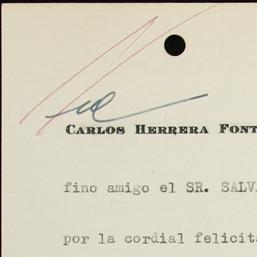 CARLOS HERRERA FONT
fino amigo el SR. SALV
por la cordial felicit